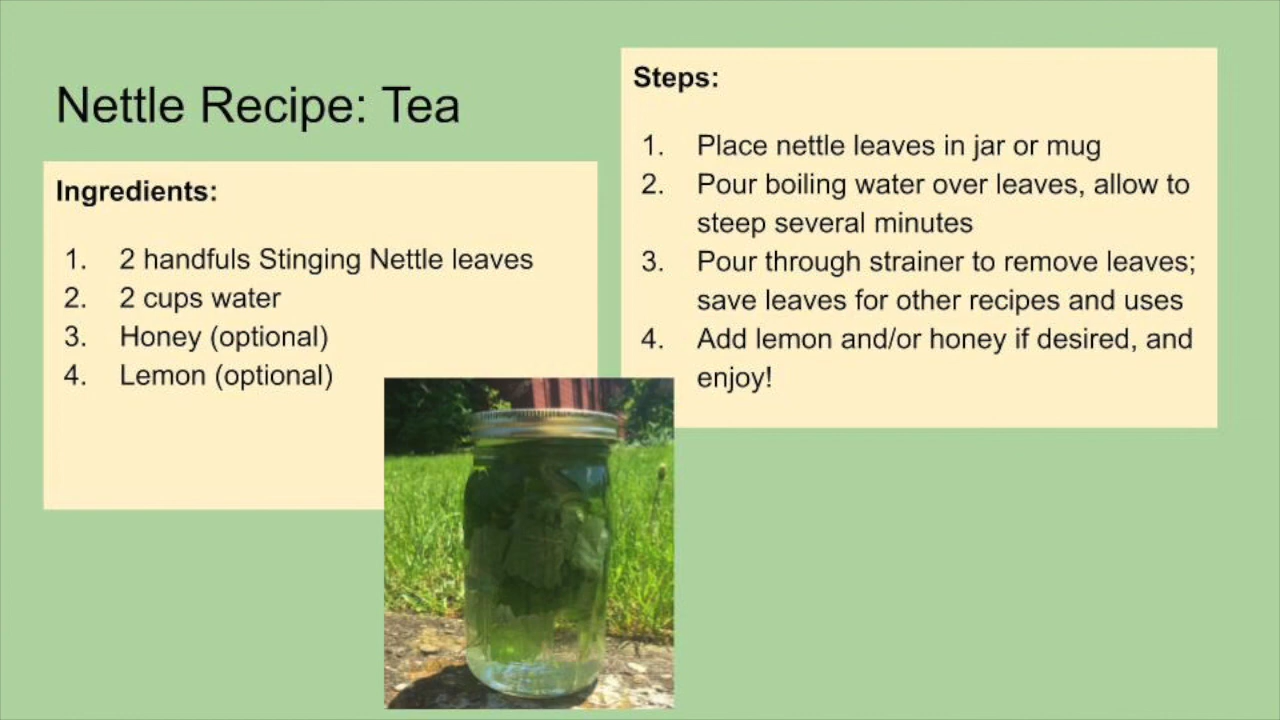 Nettle Recipe: Tea
Ingredients:
1. 2 handfuls Stinging Nettle leaves
2. 2 cups water
3. Honey (optional)
4. Lemon (optional)
Steps:
1. Place nettle leaves in jar or mug
2. Pour boiling water over leaves, allow to
steep several minutes
3. Pour through strainer to remove leaves;
save leaves for other recipes and uses
4. Add lemon and/or honey if desired, and
enjoy!